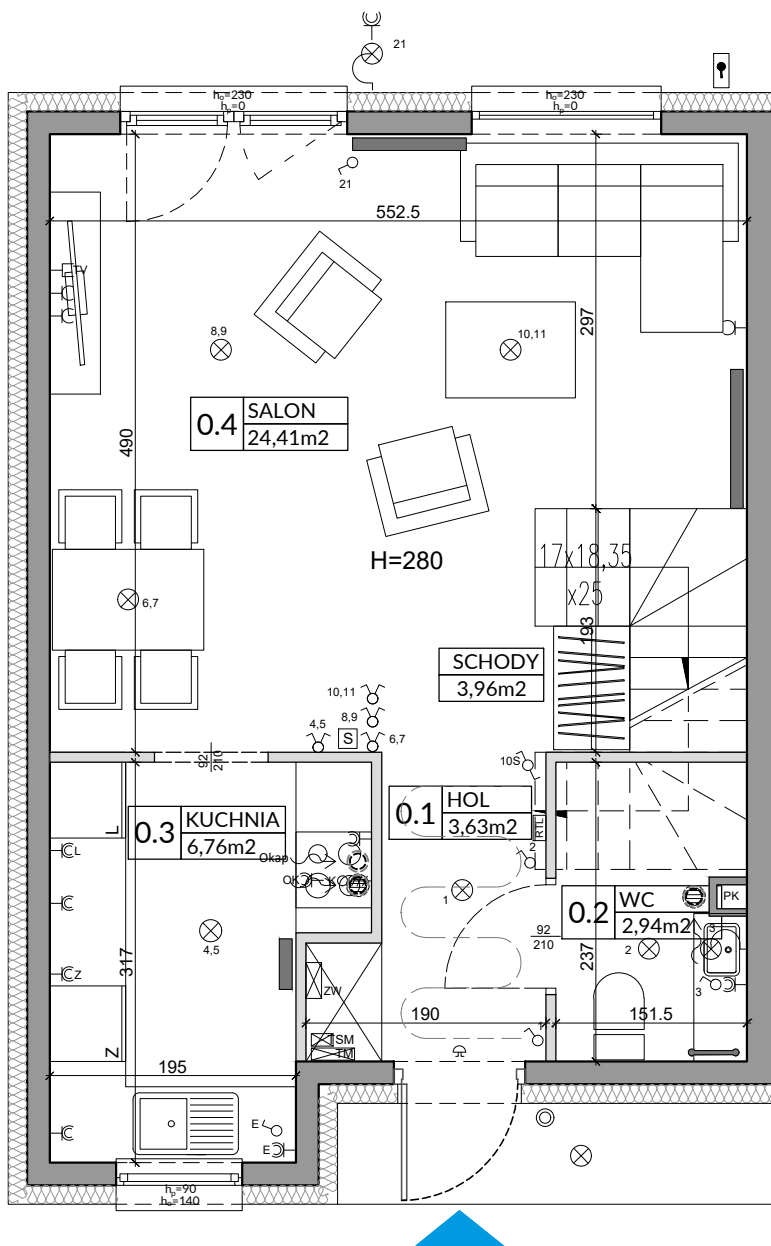 21
hₒ=230
hₚ=0
hₒ=230
hₚ=0
21
552.5
TV
297
8,9
10,11
0.4 SALON
24,41m2
490
H=280
17x18,35
x25
6,7
193
SCHODY
3,96m2
10,11
8,9
4,5
S
6,7
92
210
10S
0.3 KUCHNIA
6,76m2
0.1 HOL
3,63m2
RTL
L
L
Okap
2
OK
1
0.2 WC
2,94m2
PK
3
4,5
92
210
2
317
237
Z
ZW
3
190
151.5
1
SM
TM
Z
195
E
E
hₚ=90
hₒ=140